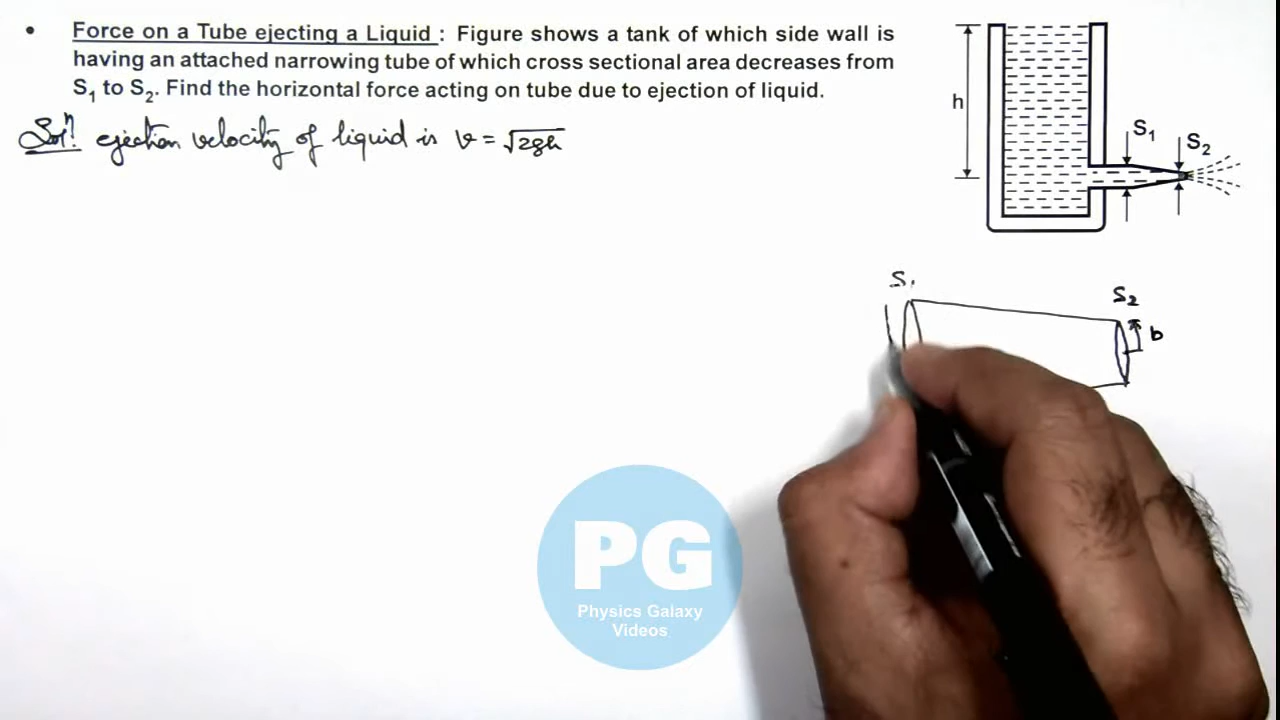 • Force on a Tube ejecting a Liquid : Figure shows a tank of which side wall is
having an attached narrowing tube of which cross sectional area decreases from
S₁ to S₂. Find the horizontal force acting on tube due to ejection of liquid.
Solⁿ: ejection velocity of liquid is v = √2gh
h
S₁
S₂
S₁
S₂
b
PG
Physics Galaxy
Videos